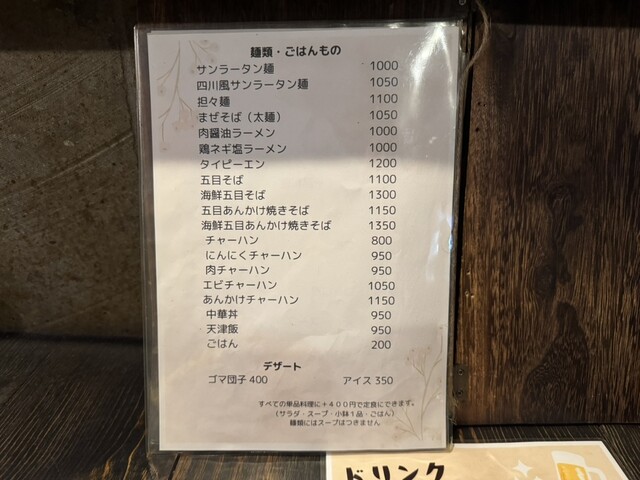 麺類・ごはんもの
サンラータン麺 1000
四川風サンラータン麺 1050
担々麺 1100
まぜそば（太麺） 1050
肉醤油ラーメン 1000
鶏ネギ塩ラーメン 1000
タイピーエン 1200
五目そば 1100
海鮮五目そば 1300
五目あんかけ焼きそば 1150
海鮮五目あんかけ焼きそば 1350
チャーハン 800
にんにくチャーハン 950
肉チャーハン 950
エビチャーハン 1050
あんかけチャーハン 1150
中華丼 950
天津飯 950
ごはん 200
デザート
ゴマ団子 400 アイス 350
すべての単品料理に＋４００円で定食にできます。
（サラダ・スープ・小鉢１品・ごはん）
麺類にはスープはつきません
ドリンク